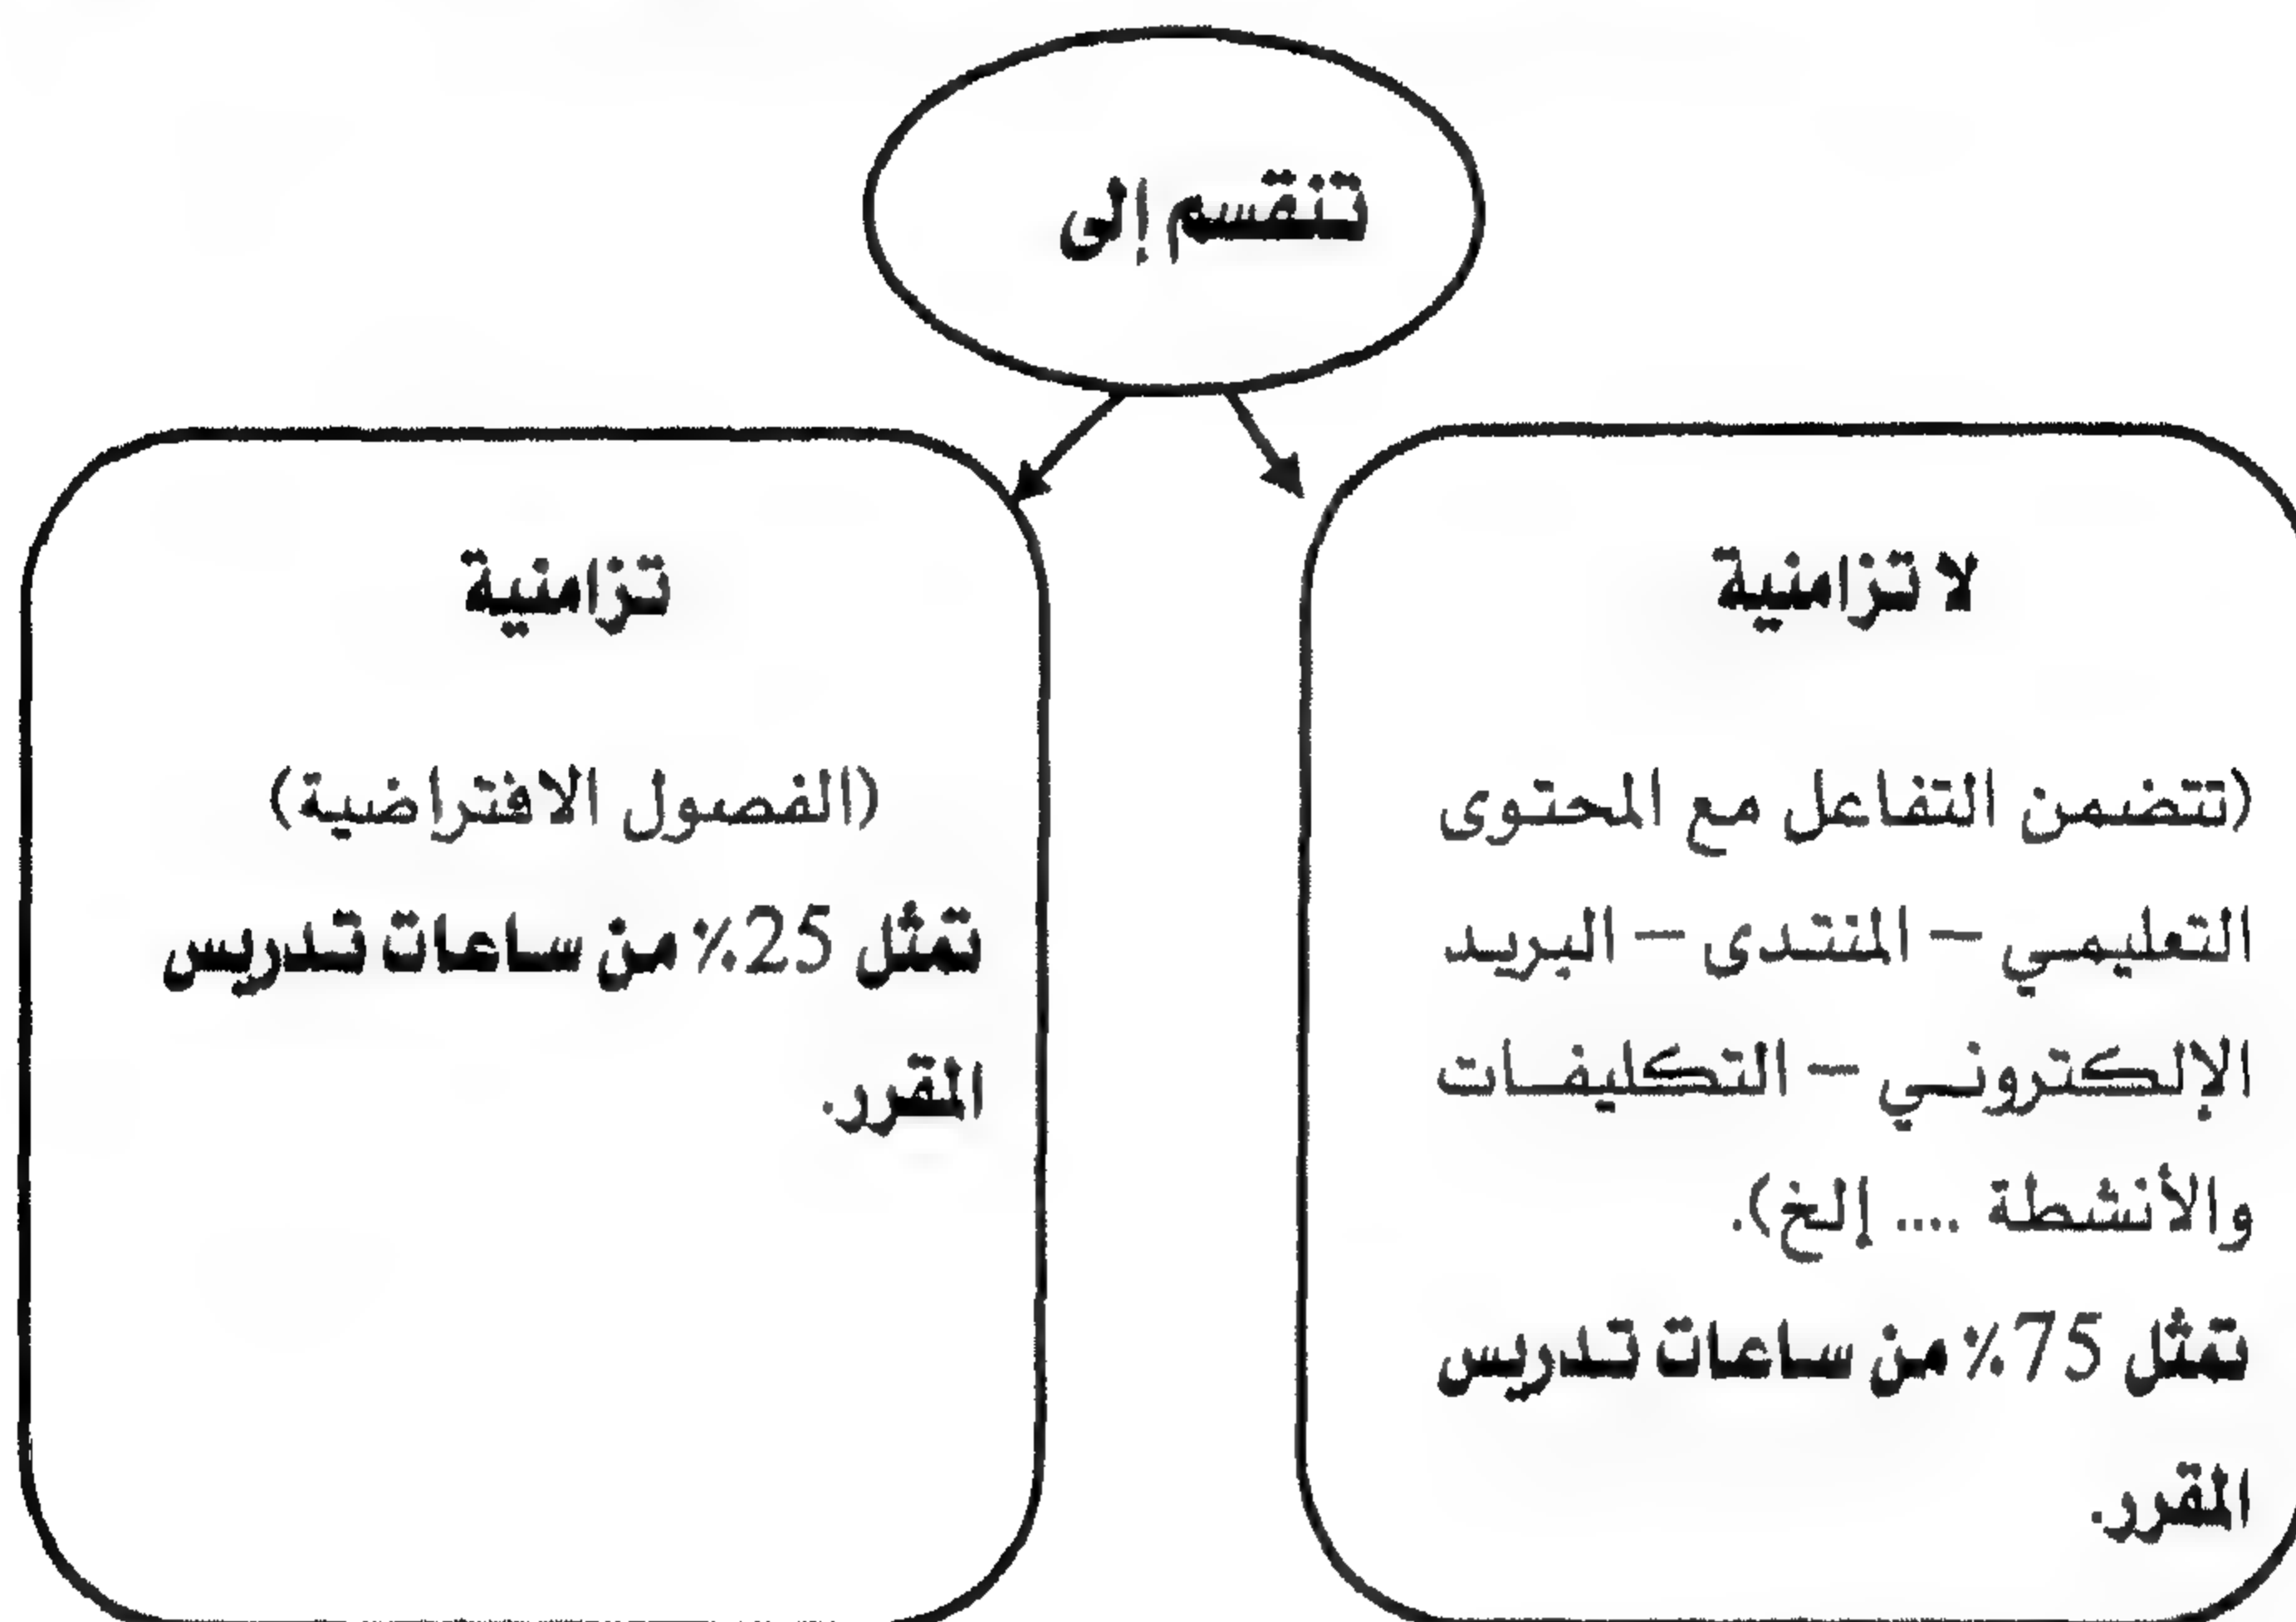 تنقسم إلى
لا تزامنية
(تتضمن التفاعل مع المحتوى
التعليمي – المنتدى – البريد
الإلكتروني – التكليفات
والأنشطة .... إلخ).
تمثل 75٪ من ساعات تدريس
المقرر.
تزامنية
(الفصول الافتراضية)
تمثل 25٪ من ساعات تدريس
المقرر.